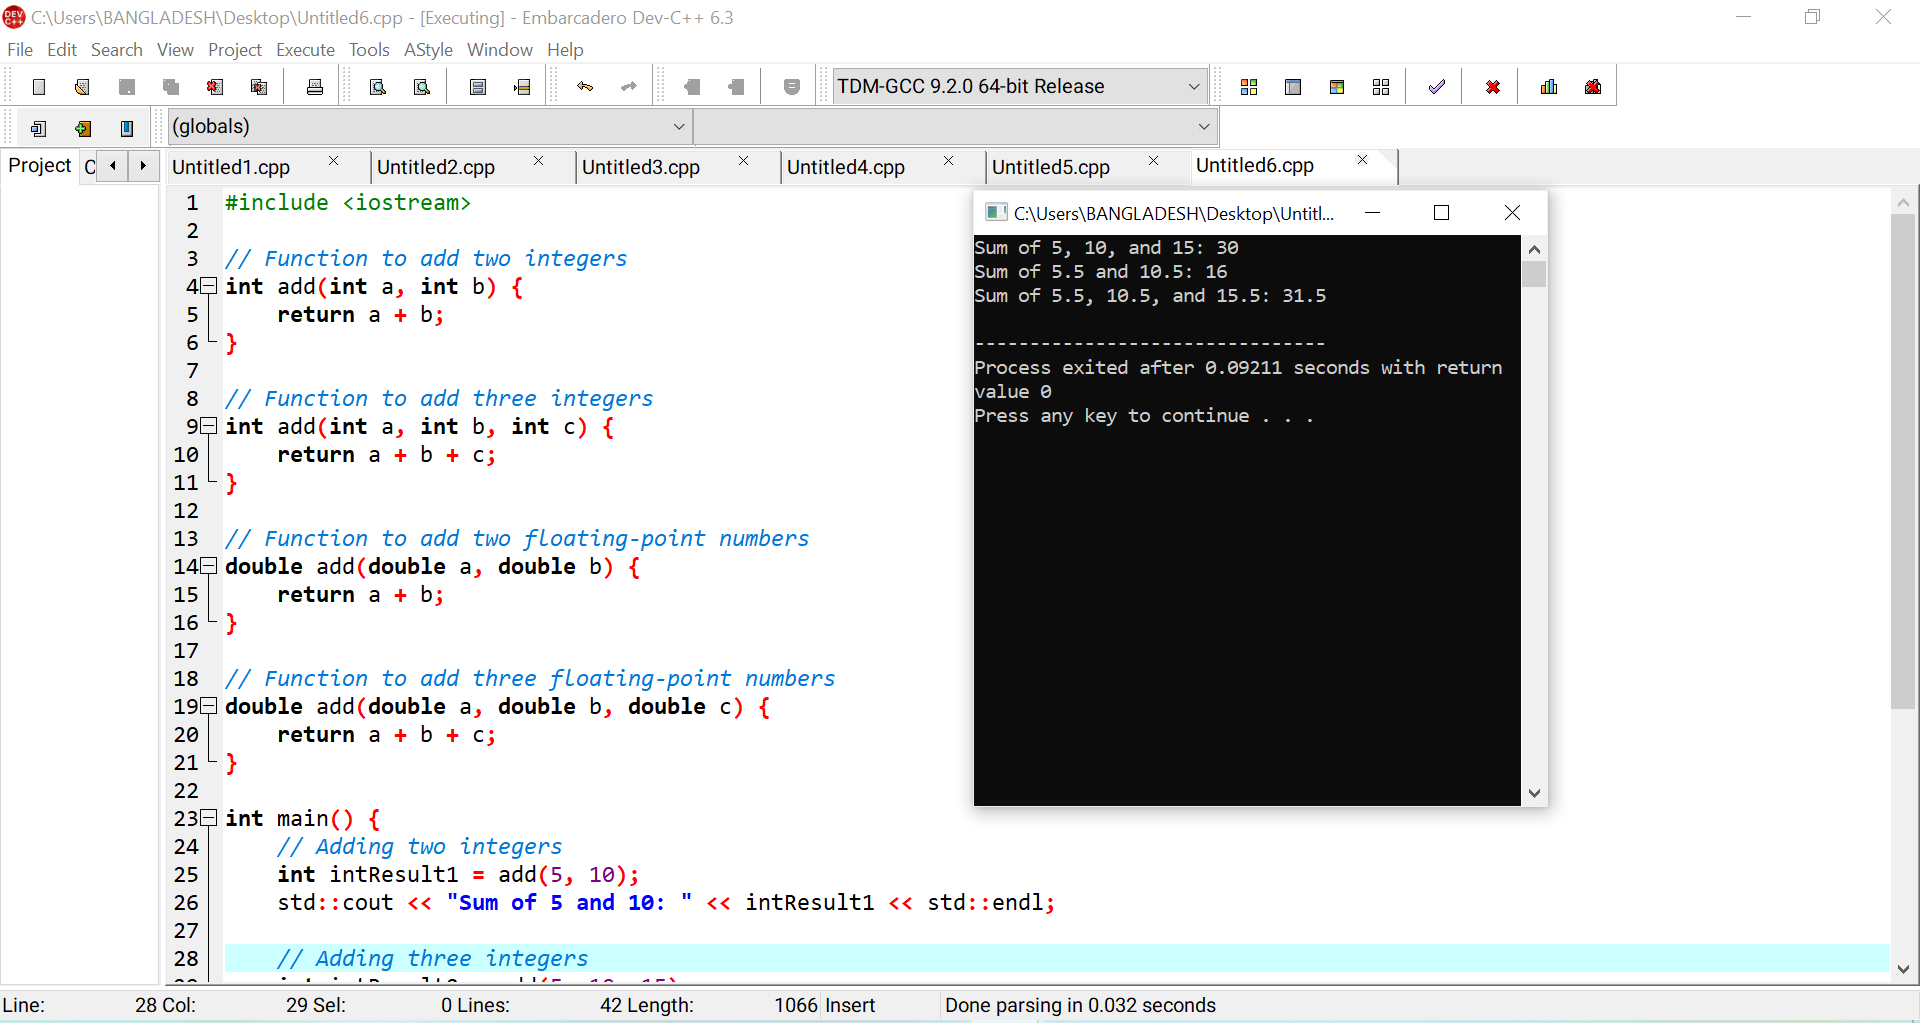 C:\Users\BANGLADESH\Desktop\Untitled6.cpp - [Executing] - Embarcadero Dev-C++ 6.3
File Edit Search View Project Execute Tools AStyle Window Help
TDM-GCC 9.2.0 64-bit Release
(globals)
Project C
Untitled1.cpp Untitled2.cpp Untitled3.cpp Untitled4.cpp Untitled5.cpp Untitled6.cpp
1 #include <iostream>
2
3 // Function to add two integers
4 int add(int a, int b) {
5 return a + b;
6 }
7
8 // Function to add three integers
9 int add(int a, int b, int c) {
10 return a + b + c;
11 }
12
13 // Function to add two floating-point numbers
14 double add(double a, double b) {
15 return a + b;
16 }
17
18 // Function to add three floating-point numbers
19 double add(double a, double b, double c) {
20 return a + b + c;
21 }
22
23 int main() {
24 // Adding two integers
25 int intResult1 = add(5, 10);
26 std::cout << "Sum of 5 and 10: " << intResult1 << std::endl;
27
28 // Adding three integers
C:\Users\BANGLADESH\Desktop\Untitl...
Sum of 5, 10, and 15: 30
Sum of 5.5 and 10.5: 16
Sum of 5.5, 10.5, and 15.5: 31.5
--------------------------------
Process exited after 0.09211 seconds with return
value 0
Press any key to continue . . .
Line: 28 Col: 29 Sel: 0 Lines: 42 Length: 1066 Insert Done parsing in 0.032 seconds